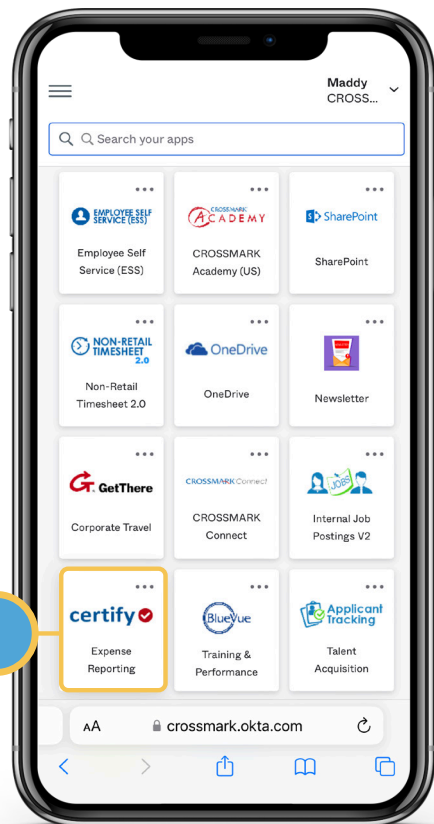 Maddy
CROSS...
Search your apps
EMPLOYEE SELF
SERVICE (ESS)
Employee Self
Service (ESS)
CROSSMARK
ACADEMY
CROSSMARK
Academy (US)
SharePoint
SharePoint
NON-RETAIL
TIMESHEET
2.0
Non-Retail
Timesheet 2.0
OneDrive
OneDrive
Newsletter
GetThere
Corporate Travel
CROSSMARK Connect
CROSSMARK
Connect
JOBS
Internal Job
Postings V2
certify
Expense
Reporting
BlueVue
Training &
Performance
Applicant
Tracking
Talent
Acquisition
AA crossmark.okta.com